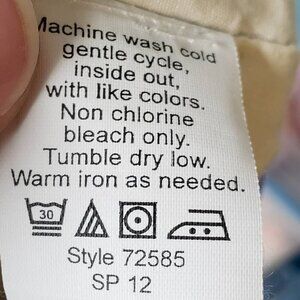 Machine wash cold
gentle cycle,
inside out,
with like colors.
Non chlorine
bleach only.
Tumble dry low.
Warm iron as needed.
30
Style 72585
SP 12